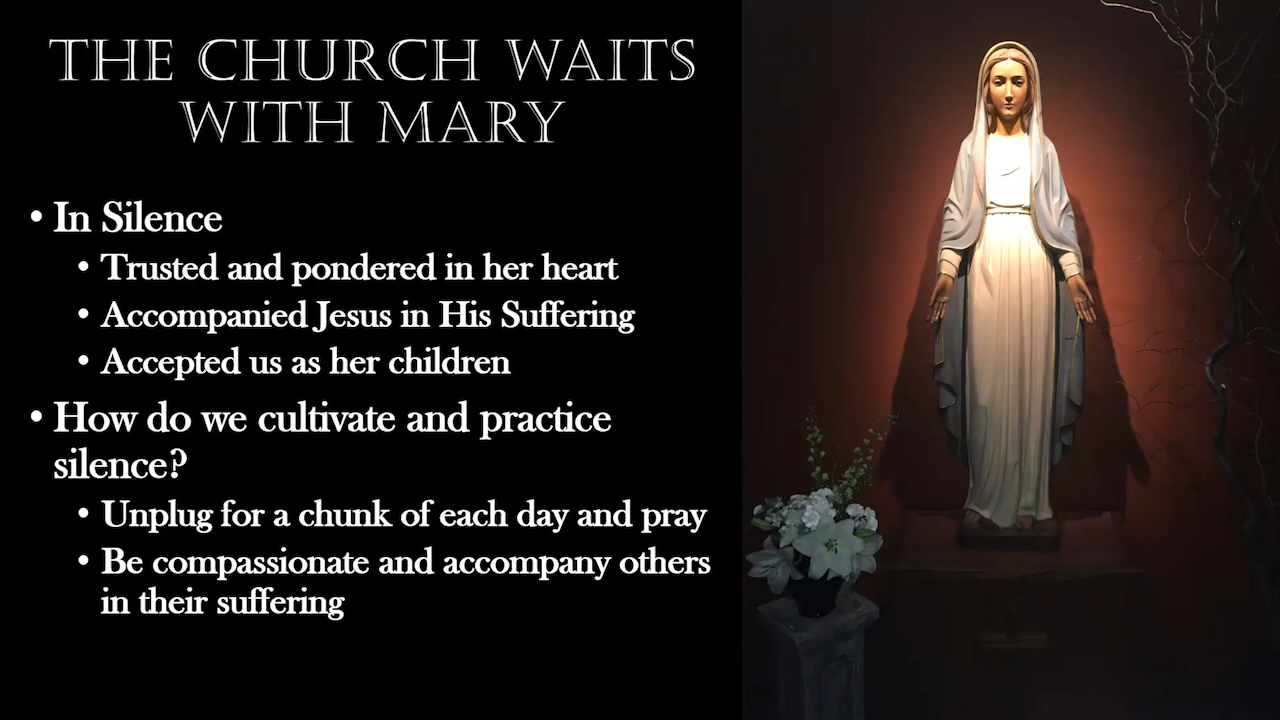 THE CHURCH WAITS
WITH MARY
• In Silence
• Trusted and pondered in her heart
• Accompanied Jesus in His Suffering
• Accepted us as her children
• How do we cultivate and practice
silence?
• Unplug for a chunk of each day and pray
• Be compassionate and accompany others
in their suffering